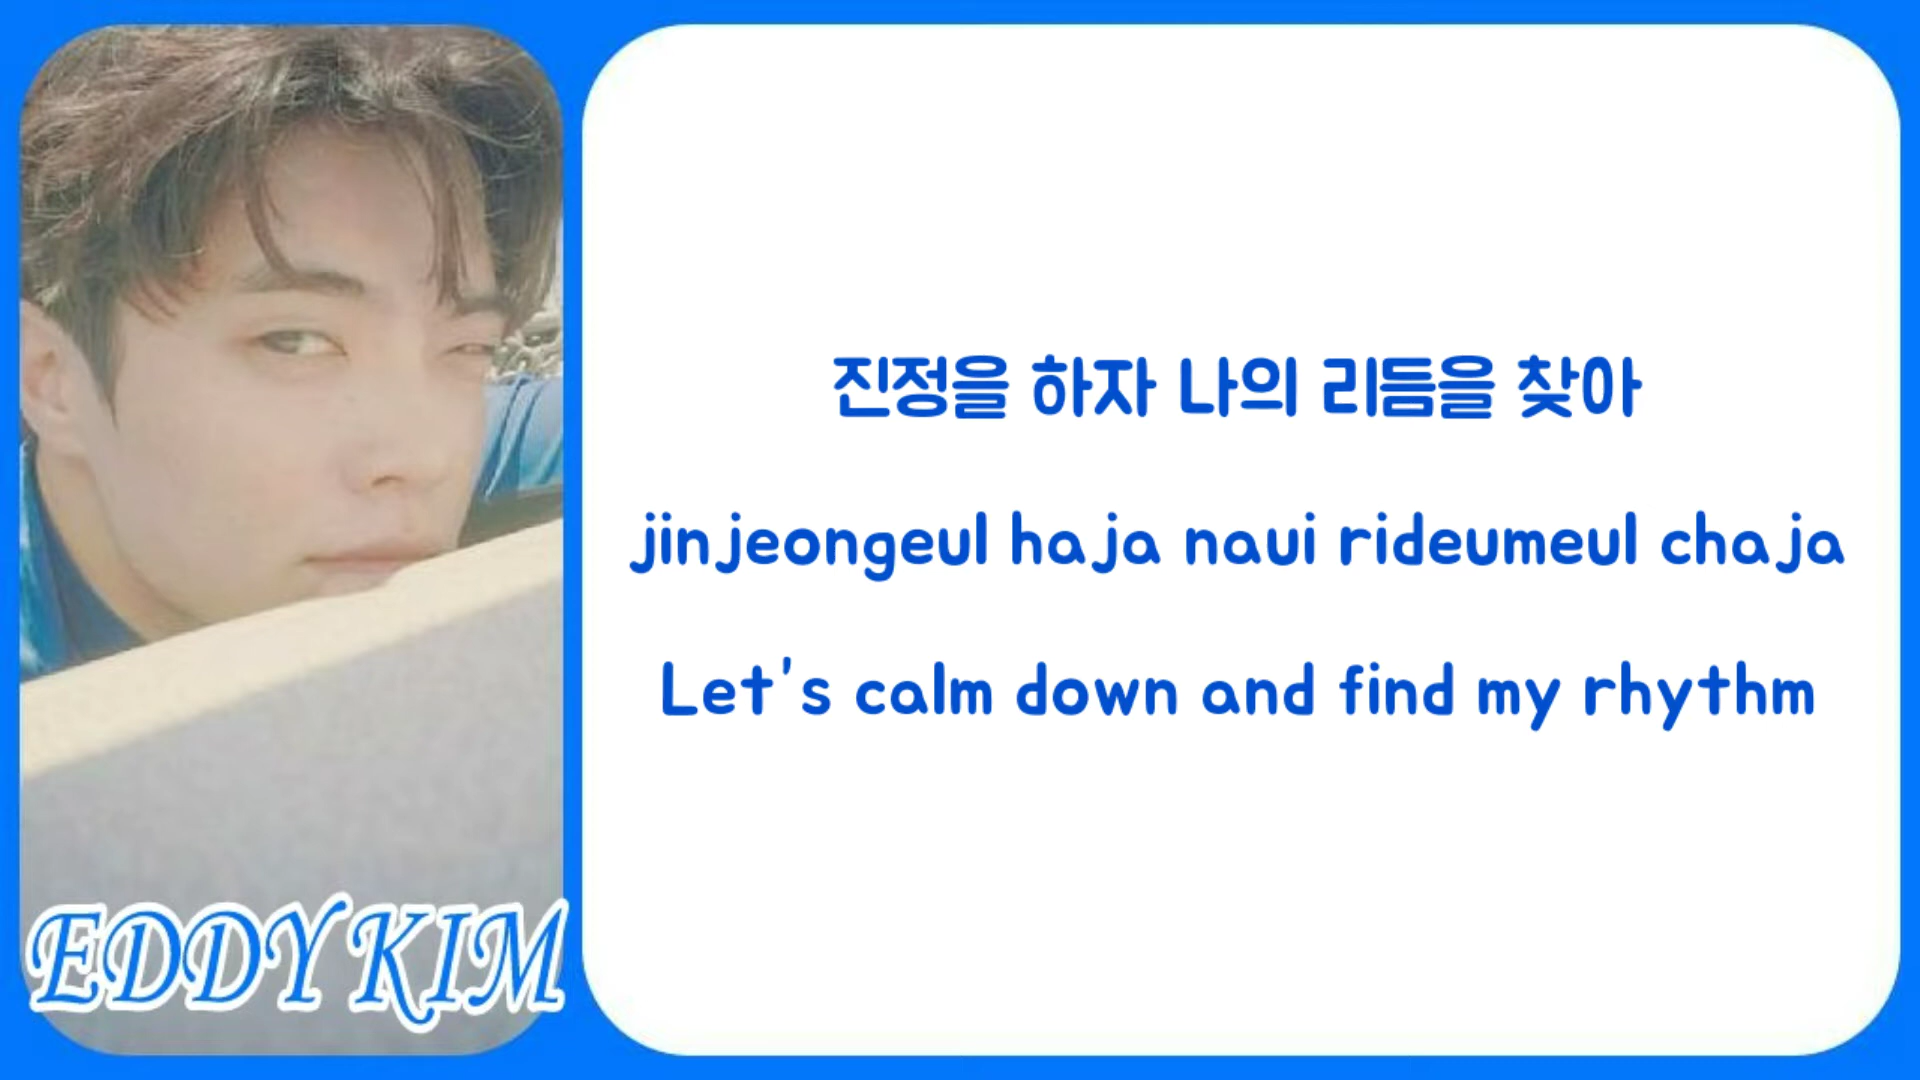 진정을 하자 나의 리듬을 찾아
jinjeongeul haja naui rideumeul chaja
Let's calm down and find my rhythm
EDDY KIM